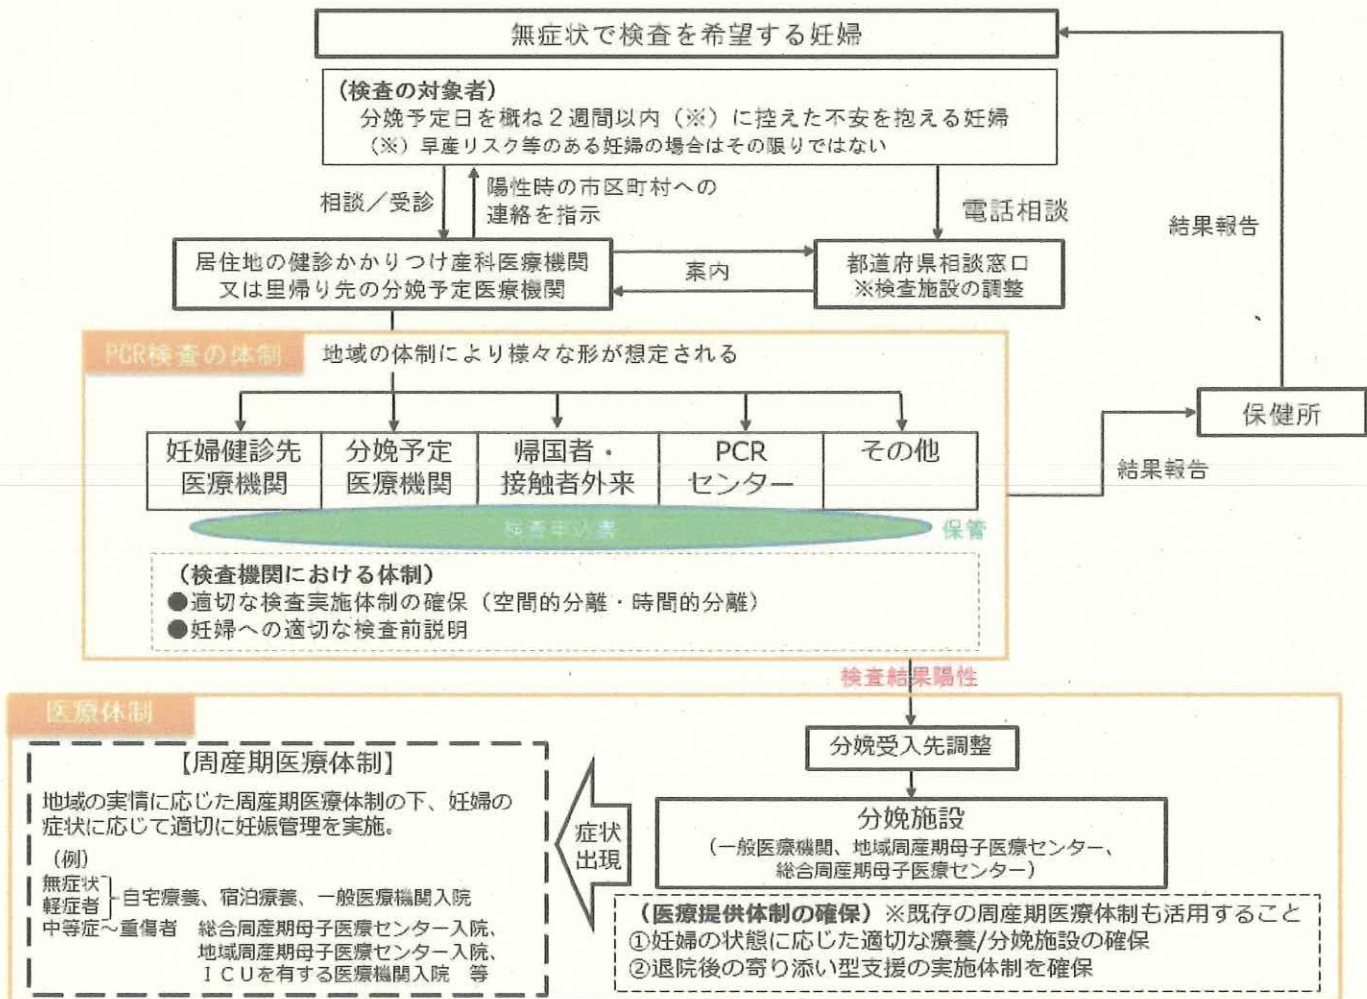 無症状で検査を希望する妊婦
(検査の対象者)
分娩予定日を概ね2週間以内（※）に控えた不安を抱える妊婦
（※）早産リスク等のある妊婦の場合はその限りではない
相談／受診
陽性時の市区町村への
連絡を指示
電話相談
結果報告
居住地の健診かかりつけ産科医療機関
又は里帰り先の分娩予定医療機関
案内
都道府県相談窓口
※検査施設の調整
PCR検査の体制
地域の体制により様々な形が想定される
保健所
妊婦健診先
医療機関
分娩予定
医療機関
帰国者・
接触者外来
PCR
センター
その他
結果報告
検査申込書
保管
（検査機関における体制）
●適切な検査実施体制の確保（空間的分離・時間的分離）
●妊婦への適切な検査前説明
検査結果陽性
医療体制
分娩受入先調整
【周産期医療体制】
地域の実情に応じた周産期医療体制の下、妊婦の
症状に応じて適切に妊娠管理を実施。
（例）
無症状
軽症者
自宅療養、宿泊療養、一般医療機関入院
中等症～重傷者　総合周産期母子医療センター入院、
地域周産期母子医療センター入院、
ＩＣＵを有する医療機関入院　等
症状
出現
分娩施設
（一般医療機関、地域周産期母子医療センター、
総合周産期母子医療センター）
（医療提供体制の確保）※既存の周産期医療体制も活用すること
①妊婦の状態に応じた適切な療養/分娩施設の確保
②退院後の寄り添い型支援の実施体制を確保